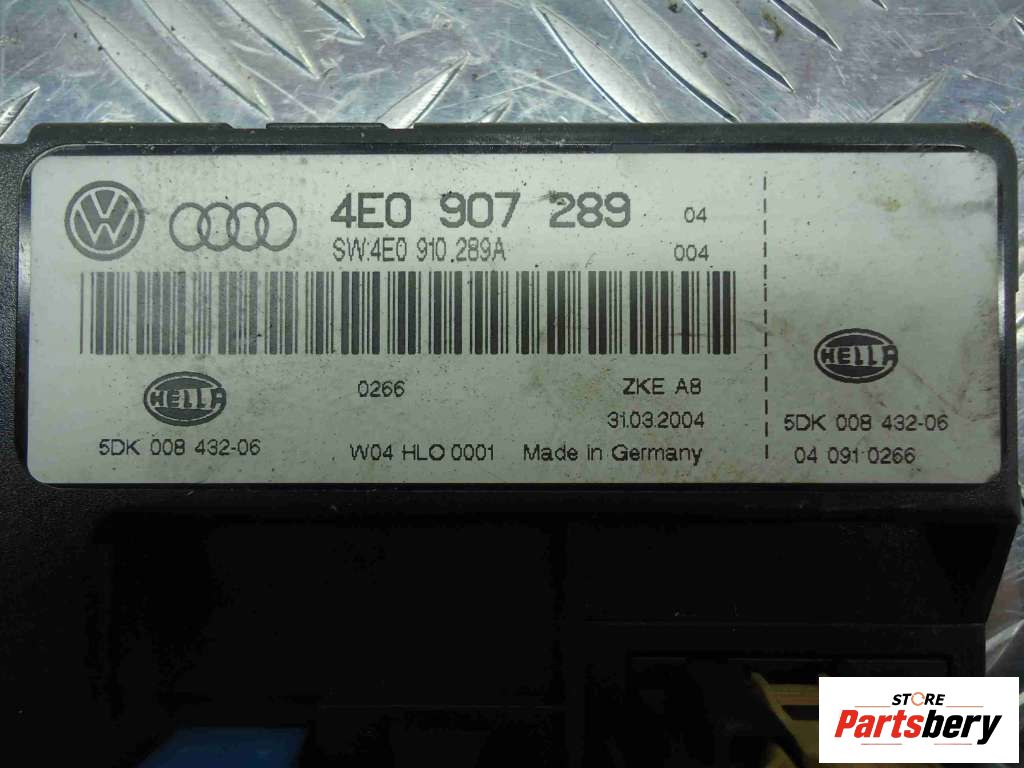 VW
4E0 907 289 04
SW:4E0 910 289A 004
HELLA 0266 ZKE A8
31.03.2004
5DK 008 432-06 W04 HLO 0001 Made in Germany
HELLA
5DK 008 432-06
04 091 0266
STORE
Partsbery